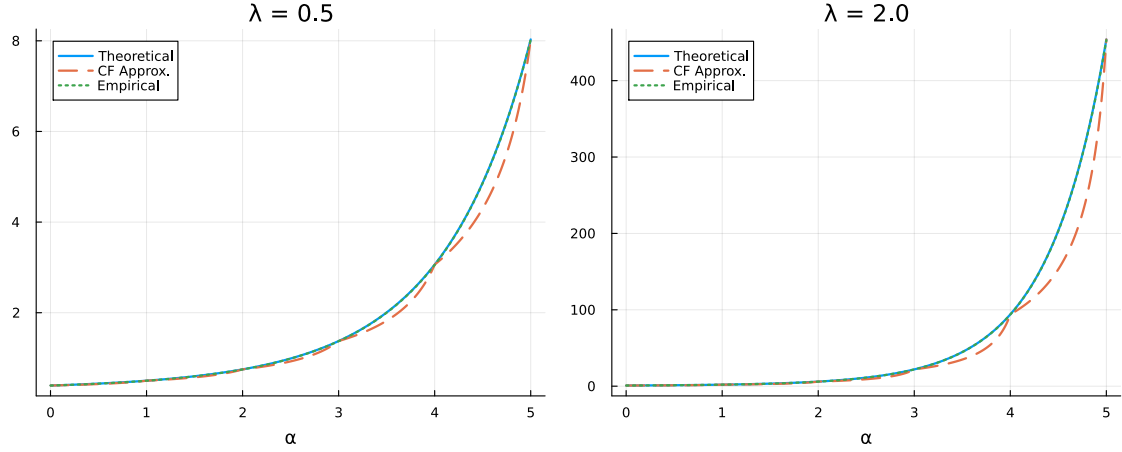 λ = 0.5
8
6
4
2
Theoretical
CF Approx.
Empirical
0 1 2 3 4 5
α
λ = 2.0
400
300
200
100
0
Theoretical
CF Approx.
Empirical
0 1 2 3 4 5
α